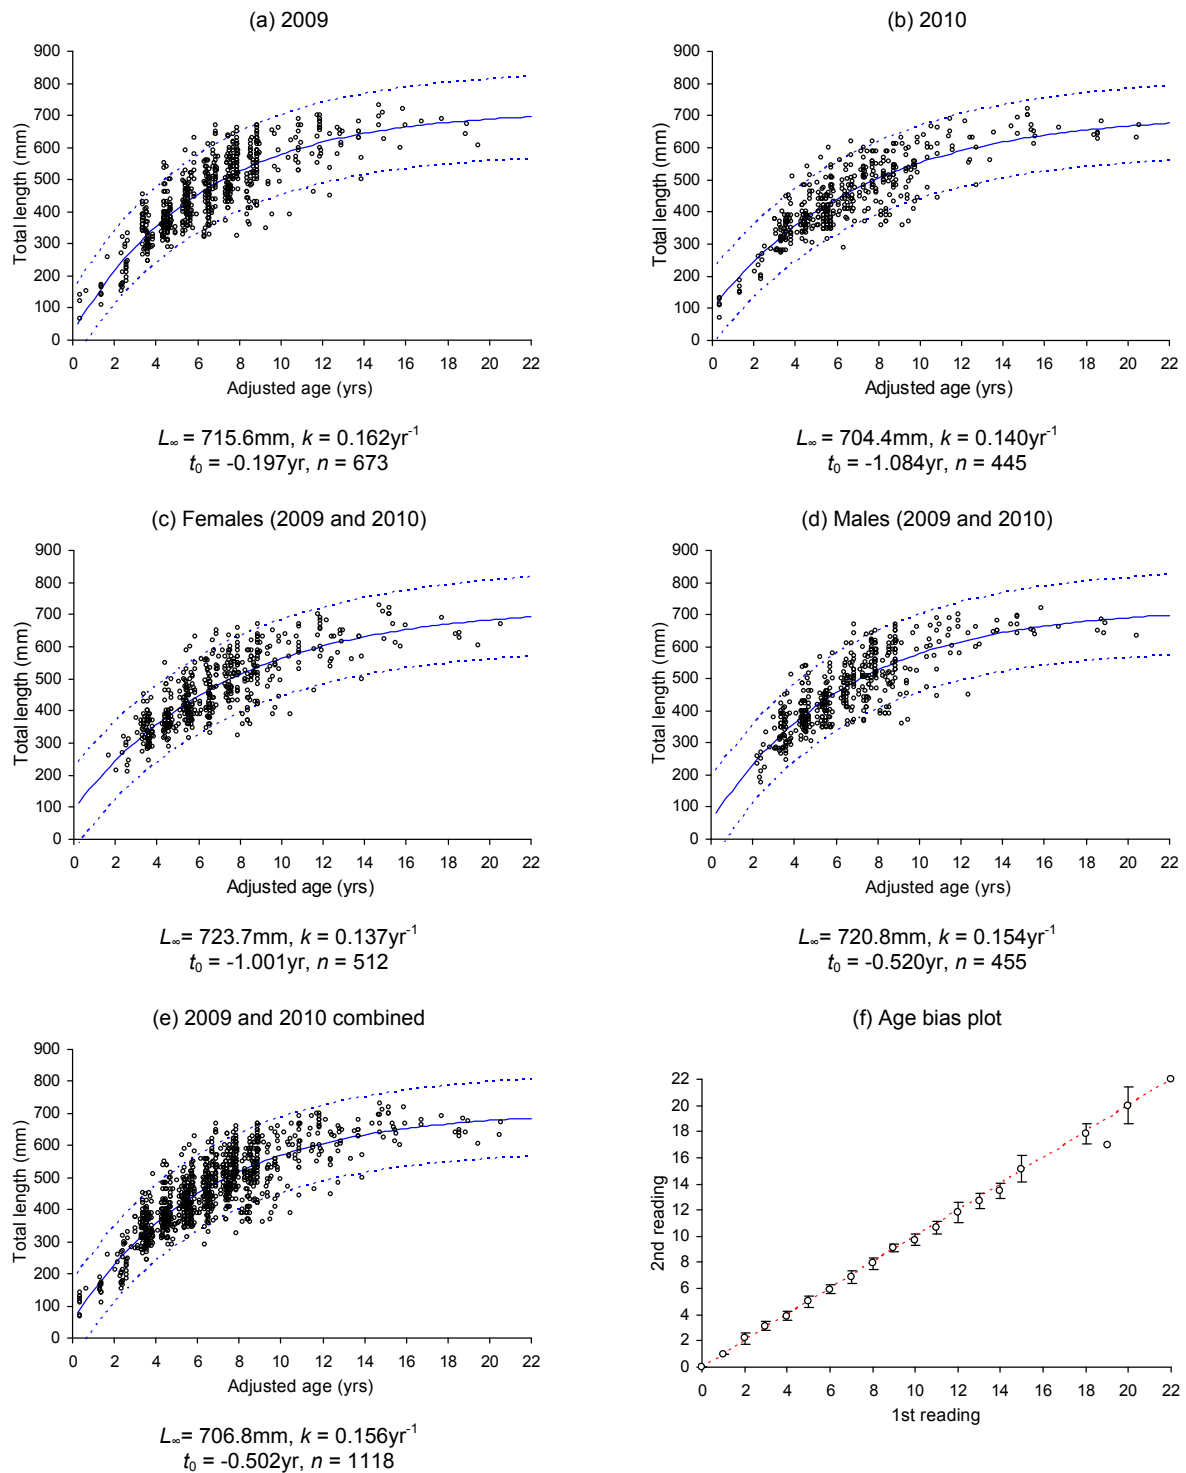 (a) 2009
900
800
700
600
500
400
300
200
100
0
Total length (mm)
0 2 4 6 8 10 12 14 16 18 20 22
Adjusted age (yrs)
L∞ = 715.6mm, k = 0.162yr-1
t0 = -0.197yr, n = 673
(b) 2010
900
800
700
600
500
400
300
200
100
0
Total length (mm)
0 2 4 6 8 10 12 14 16 18 20 22
Adjusted age (yrs)
L∞ = 704.4mm, k = 0.140yr-1
t0 = -1.084yr, n = 445
(c) Females (2009 and 2010)
900
800
700
600
500
400
300
200
100
0
Total length (mm)
0 2 4 6 8 10 12 14 16 18 20 22
Adjusted age (yrs)
L∞= 723.7mm, k = 0.137yr-1
t0 = -1.001yr, n = 512
(d) Males (2009 and 2010)
900
800
700
600
500
400
300
200
100
0
Total length (mm)
0 2 4 6 8 10 12 14 16 18 20 22
Adjusted age (yrs)
L∞= 720.8mm, k = 0.154yr-1
t0 = -0.520yr, n = 455
(e) 2009 and 2010 combined
900
800
700
600
500
400
300
200
100
0
Total length (mm)
0 2 4 6 8 10 12 14 16 18 20 22
Adjusted age (yrs)
L∞= 706.8mm, k = 0.156yr-1
t0 = -0.502yr, n = 1118
(f) Age bias plot
22
20
18
16
14
12
10
8
6
4
2
0
2nd reading
0 2 4 6 8 10 12 14 16 18 20 22
1st reading